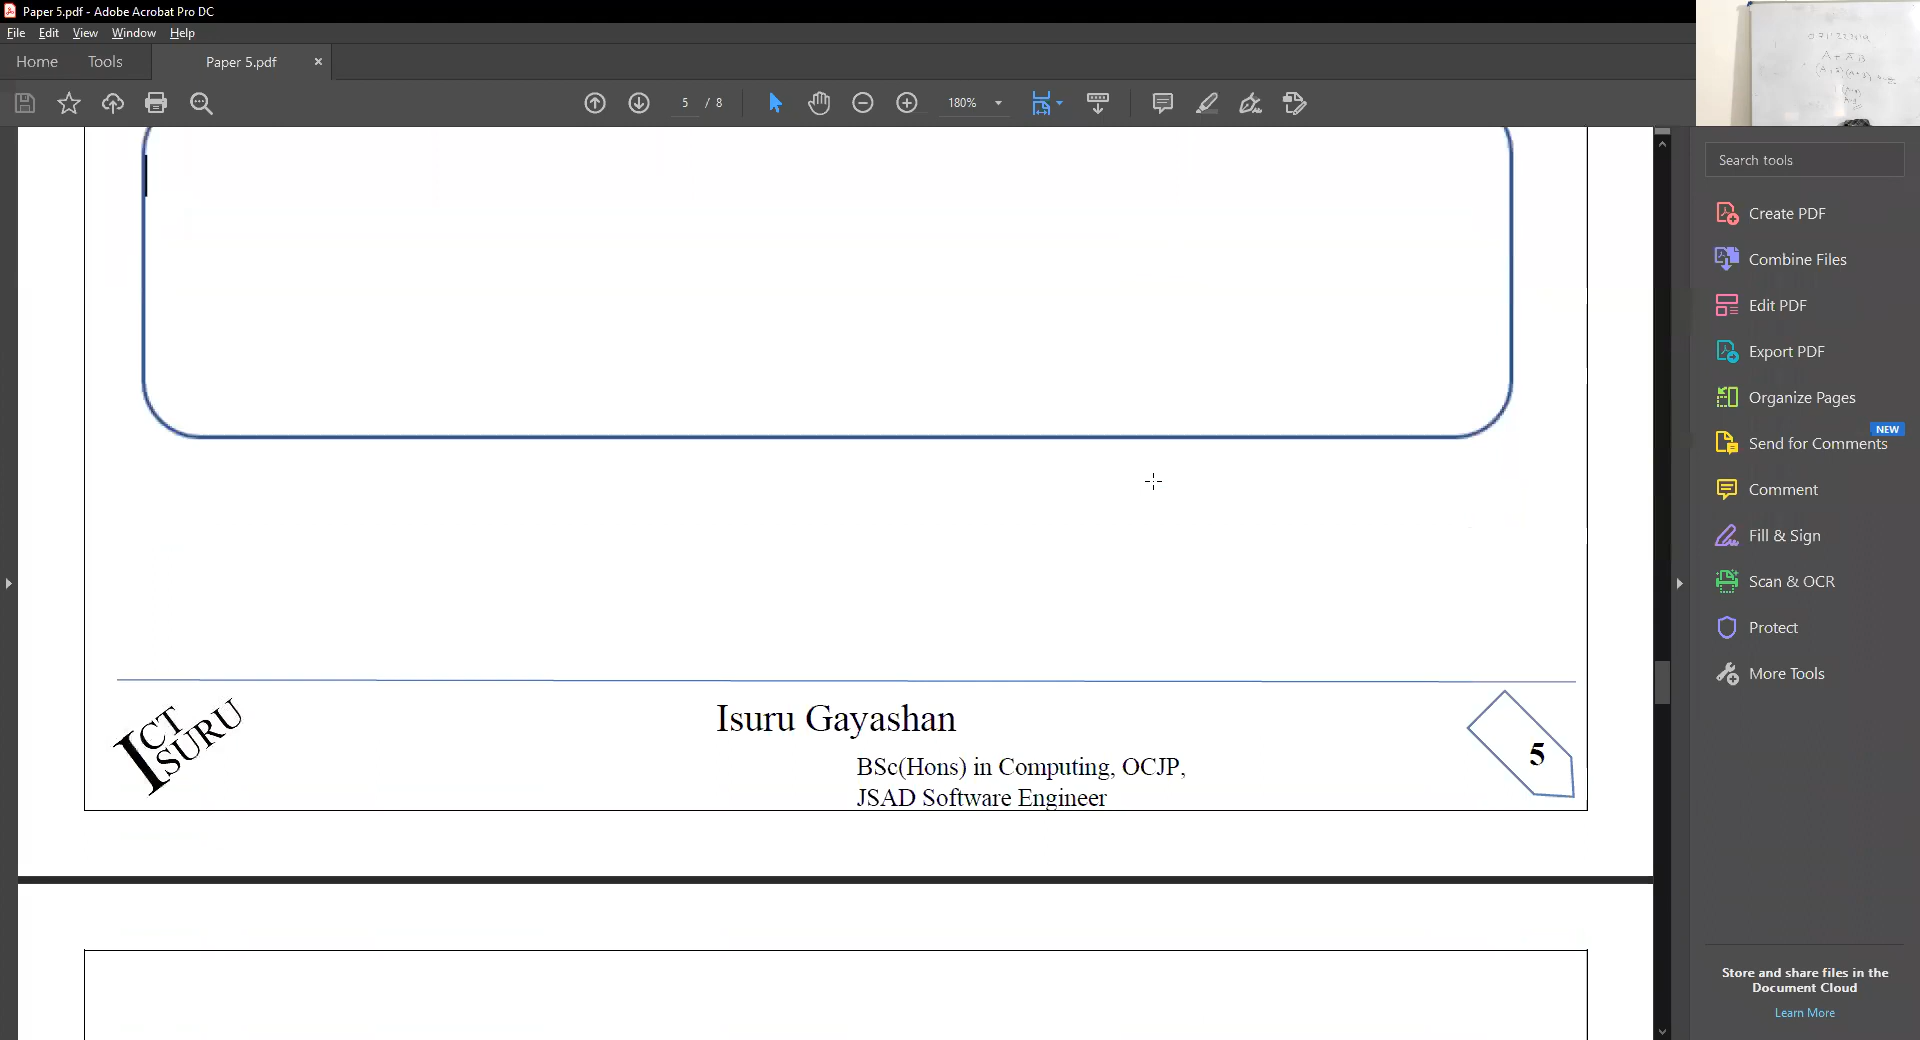 Paper 5.pdf - Adobe Acrobat Pro DC
File Edit View Window Help
Home Tools Paper 5.pdf ×
5 / 8 180%
Search tools
Create PDF
Combine Files
Edit PDF
Export PDF
Organize Pages
NEW
Send for Comments
Comment
Fill & Sign
Scan & OCR
Protect
More Tools
Store and share files in the
Document Cloud
Learn More
ICT
ISURU
Isuru Gayashan
BSc(Hons) in Computing, OCJP,
JSAD Software Engineer
5